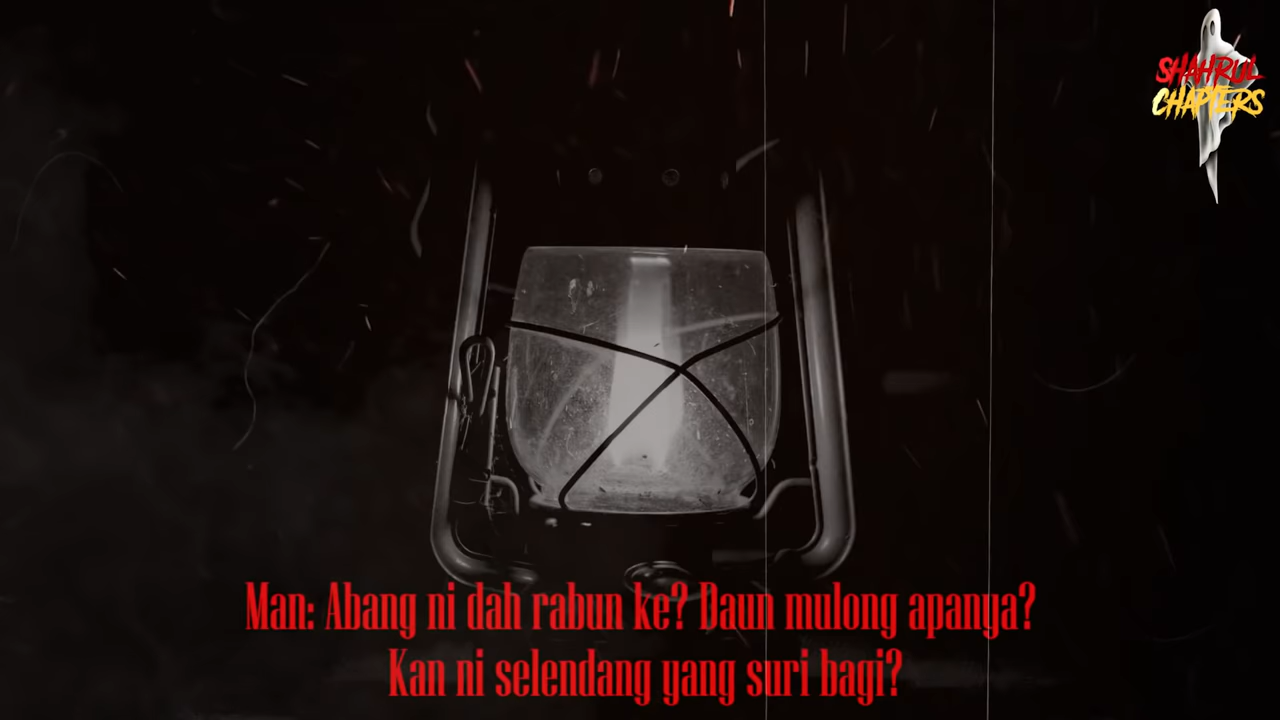 SHAHRUL
CHAPTERS
Man: Abang ni dah rabun ke? Daun mulong apanya?
Kan ni selendang yang suri bagi?